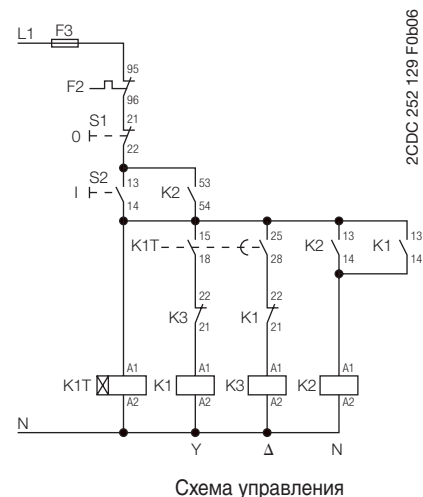 L1
F3
2CDC 252 129 F0b06
95
F2
96
S1
21
0
22
S2
13
K2
53
I
14
54
K1T
15
25
K2
13
K1
13
18
28
14
14
22
22
K3
K1
21
21
A1
A1
A1
A1
K1T
K1
K3
K2
A2
A2
A2
A2
N
Y
Δ
N
Схема управления